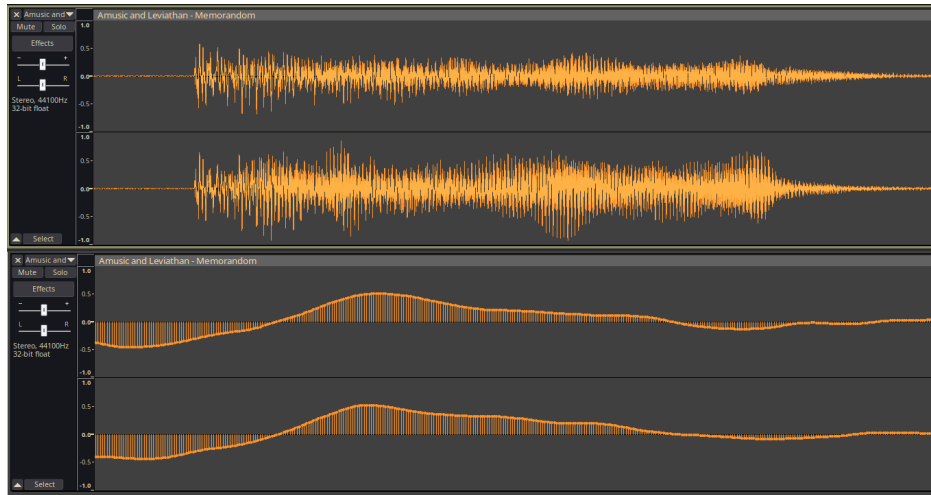 Amusic and
Amusic and Leviathan - Memorandom
Mute Solo
Effects
- +
L R
Stereo, 44100Hz
32-bit float
Select
1.0
0.5-
0.0-
-0.5-
-1.0
1.0
0.5-
0.0-
-0.5-
-1.0
Amusic and
Amusic and Leviathan - Memorandom
Mute Solo
Effects
- +
L R
Stereo, 44100Hz
32-bit float
Select
1.0
0.5-
0.0-
-0.5-
-1.0
1.0
0.5-
0.0-
-0.5-
-1.0